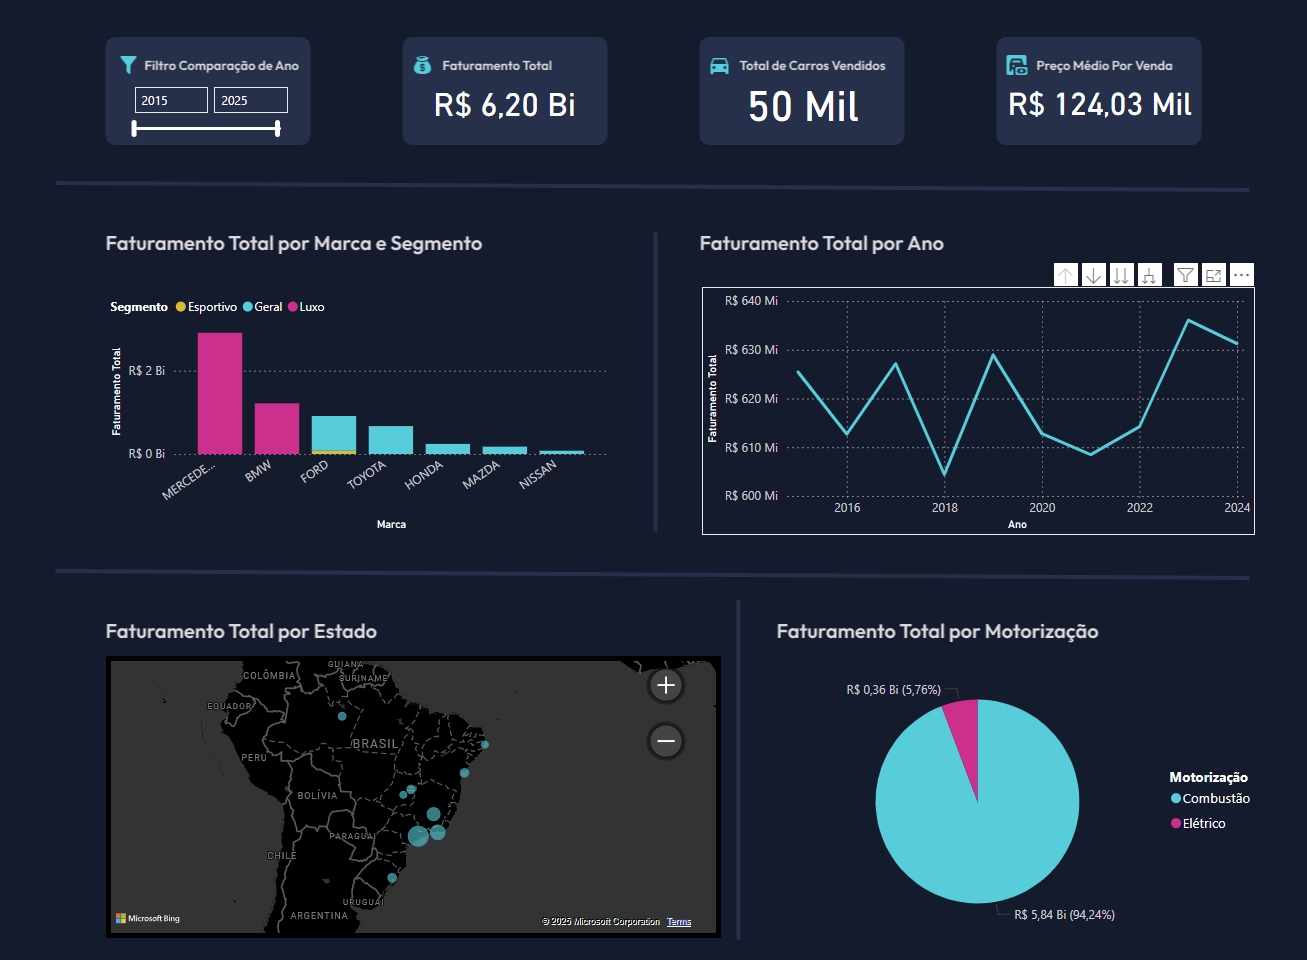 Filtro Comparação de Ano
2015
2025
Faturamento Total
R$ 6,20 Bi
Total de Carros Vendidos
50 Mil
Preço Médio Por Venda
R$ 124,03 Mil
Faturamento Total por Marca e Segmento
Segmento Esportivo Geral Luxo
Faturamento Total
R$ 2 Bi
R$ 0 Bi
MERCEDE...
BMW
FORD
TOYOTA
HONDA
MAZDA
NISSAN
Marca
Faturamento Total por Ano
Faturamento Total
R$ 640 Mi
R$ 630 Mi
R$ 620 Mi
R$ 610 Mi
R$ 600 Mi
2016 2018 2020 2022 2024
Ano
Faturamento Total por Estado
GUIANA
COLÔMBIA
SURINAME
EQUADOR
BRASIL
PERU
BOLÍVIA
PARAGUAI
CHILE
URUGUAI
ARGENTINA
Microsoft Bing
© 2025 Microsoft Corporation Terms
Faturamento Total por Motorização
R$ 0,36 Bi (5,76%)
R$ 5,84 Bi (94,24%)
Motorização
Combustão
Elétrico